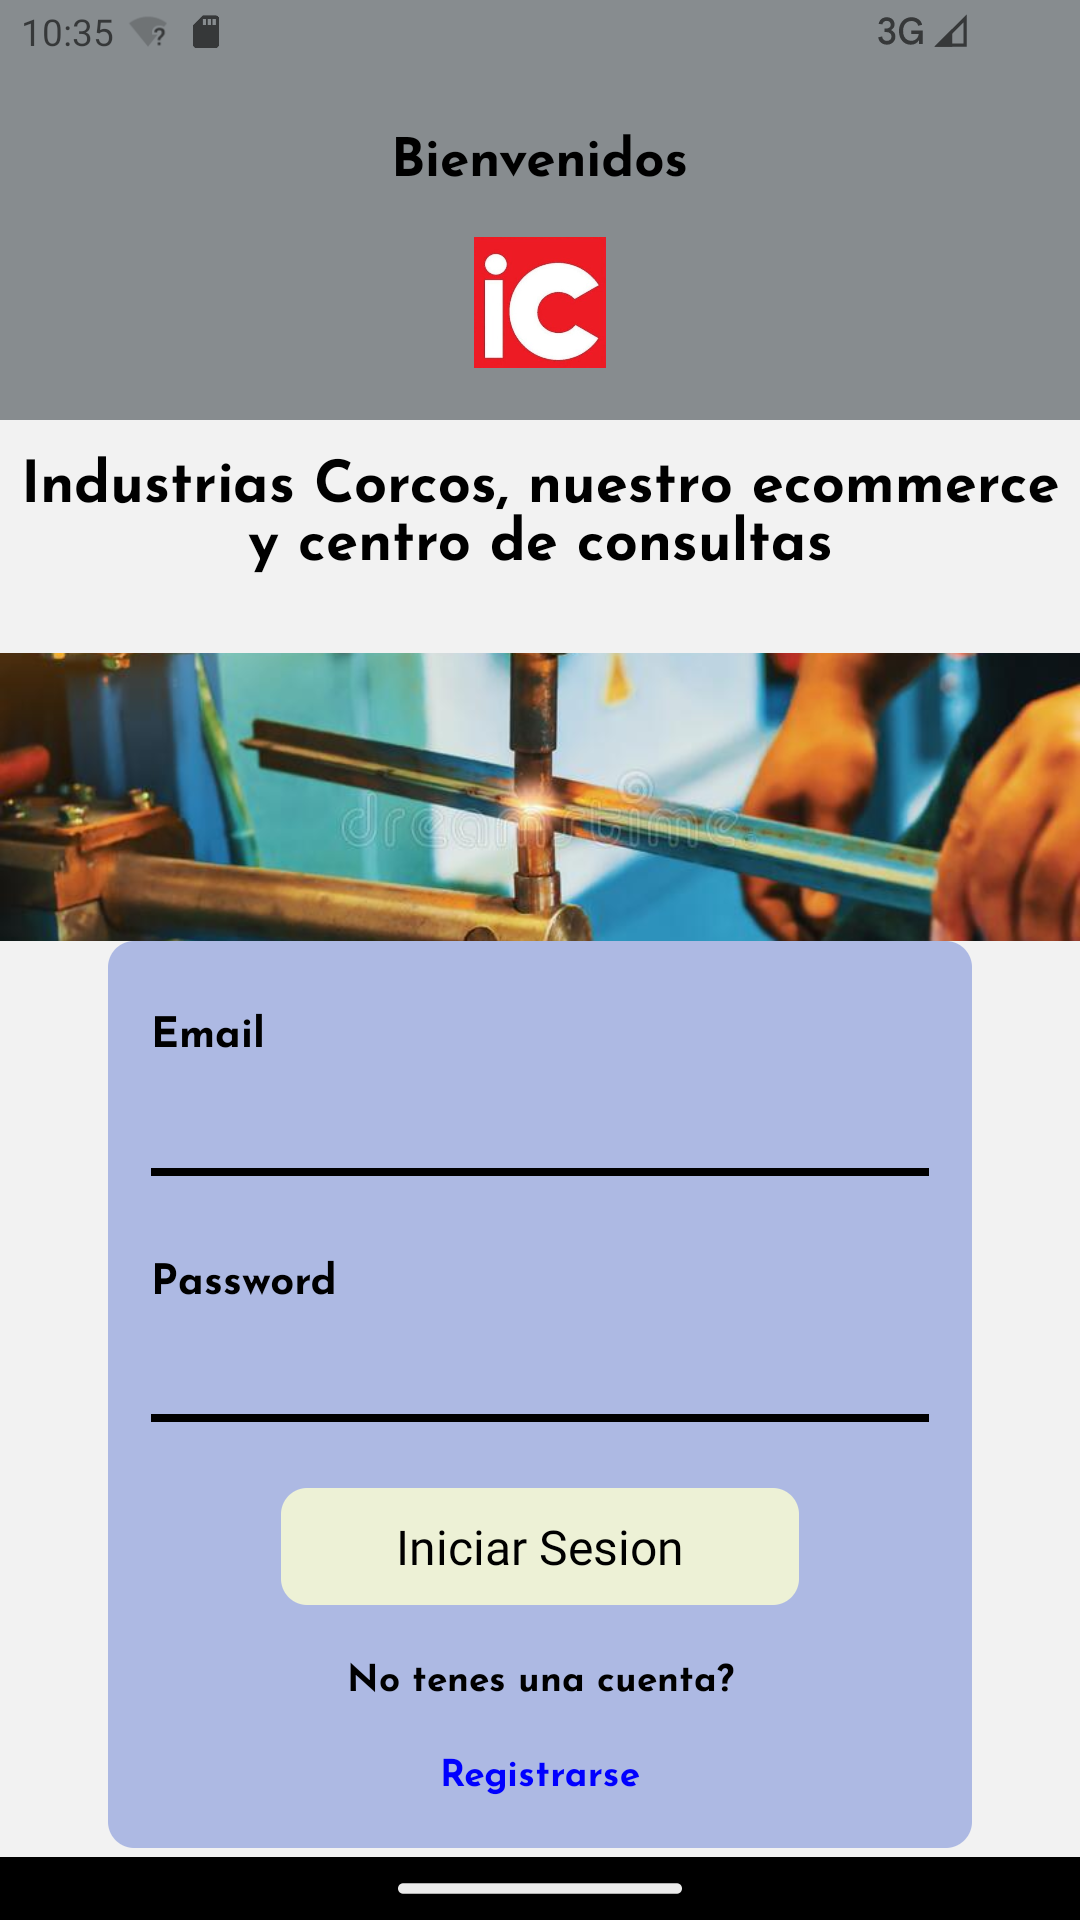 10:35
3G
Bienvenidos
iC
Industrias Corcos, nuestro ecommerce
y centro de consultas
dreamstime.
Email
Password
Iniciar Sesion
No tenes una cuenta?
Registrarse